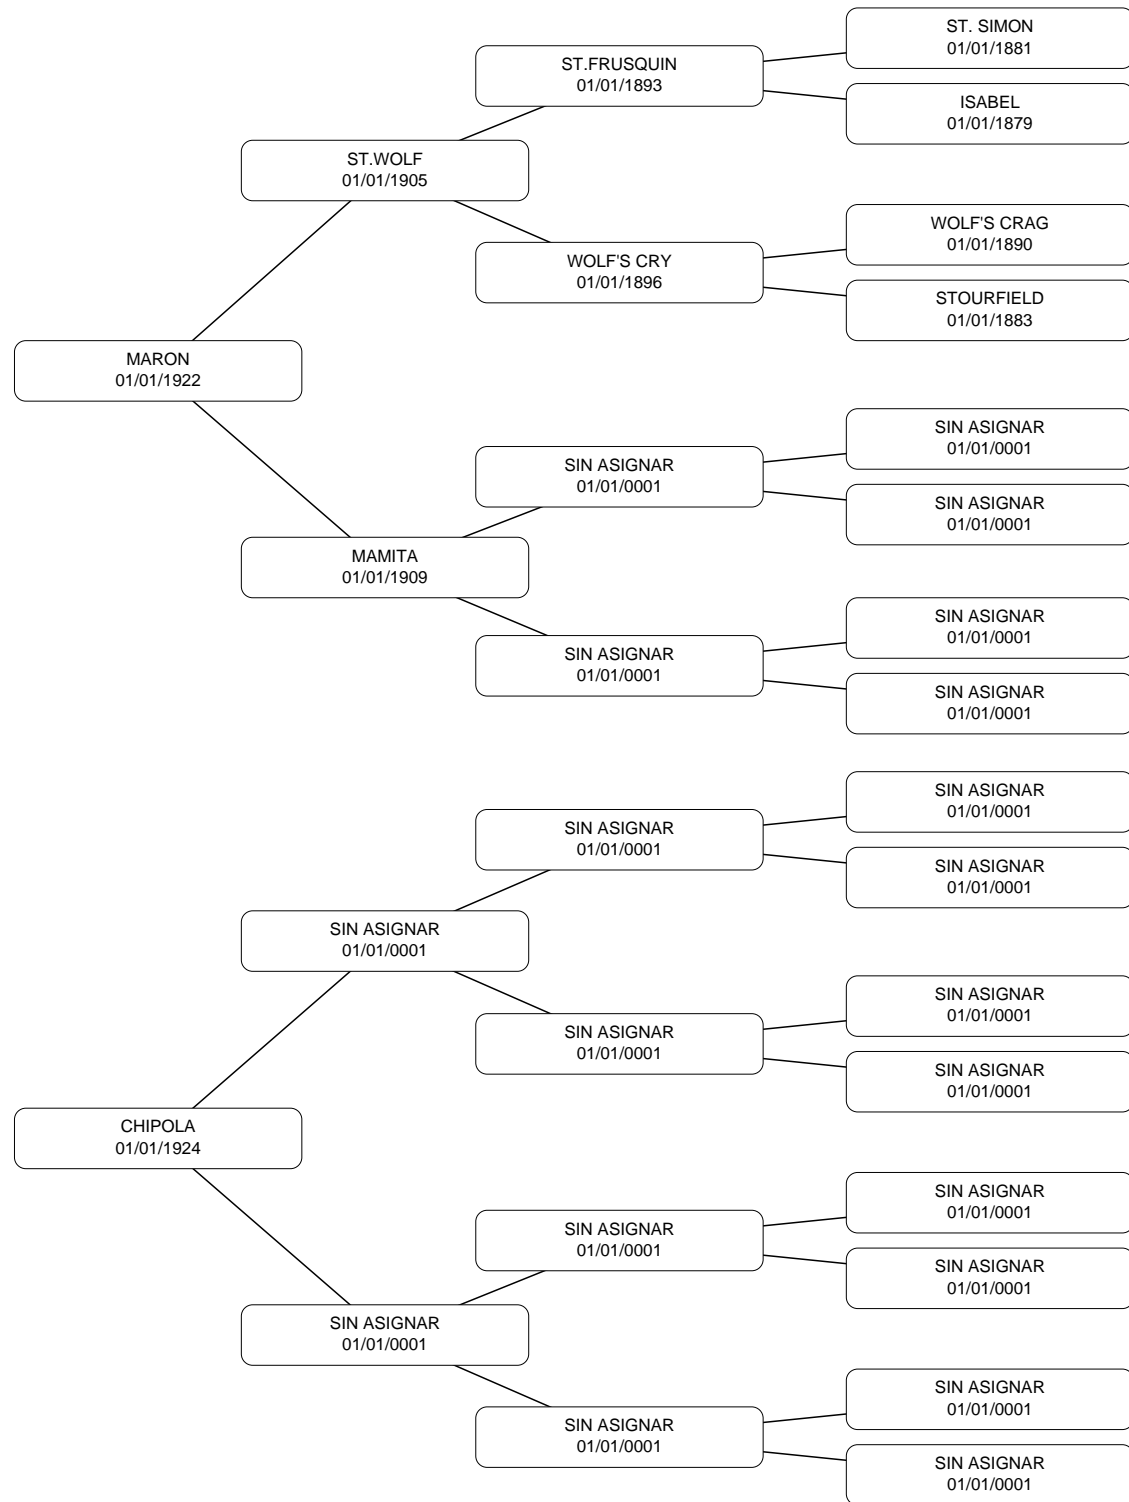 ST. SIMON
01/01/1881
ST.FRUSQUIN
01/01/1893
ISABEL
01/01/1879
ST.WOLF
01/01/1905
WOLF'S CRAG
01/01/1890
WOLF'S CRY
01/01/1896
STOURFIELD
01/01/1883
MARON
01/01/1922
SIN ASIGNAR
01/01/0001
SIN ASIGNAR
01/01/0001
SIN ASIGNAR
01/01/0001
MAMITA
01/01/1909
SIN ASIGNAR
01/01/0001
SIN ASIGNAR
01/01/0001
SIN ASIGNAR
01/01/0001
SIN ASIGNAR
01/01/0001
SIN ASIGNAR
01/01/0001
SIN ASIGNAR
01/01/0001
SIN ASIGNAR
01/01/0001
SIN ASIGNAR
01/01/0001
SIN ASIGNAR
01/01/0001
SIN ASIGNAR
01/01/0001
CHIPOLA
01/01/1924
SIN ASIGNAR
01/01/0001
SIN ASIGNAR
01/01/0001
SIN ASIGNAR
01/01/0001
SIN ASIGNAR
01/01/0001
SIN ASIGNAR
01/01/0001
SIN ASIGNAR
01/01/0001
SIN ASIGNAR
01/01/0001